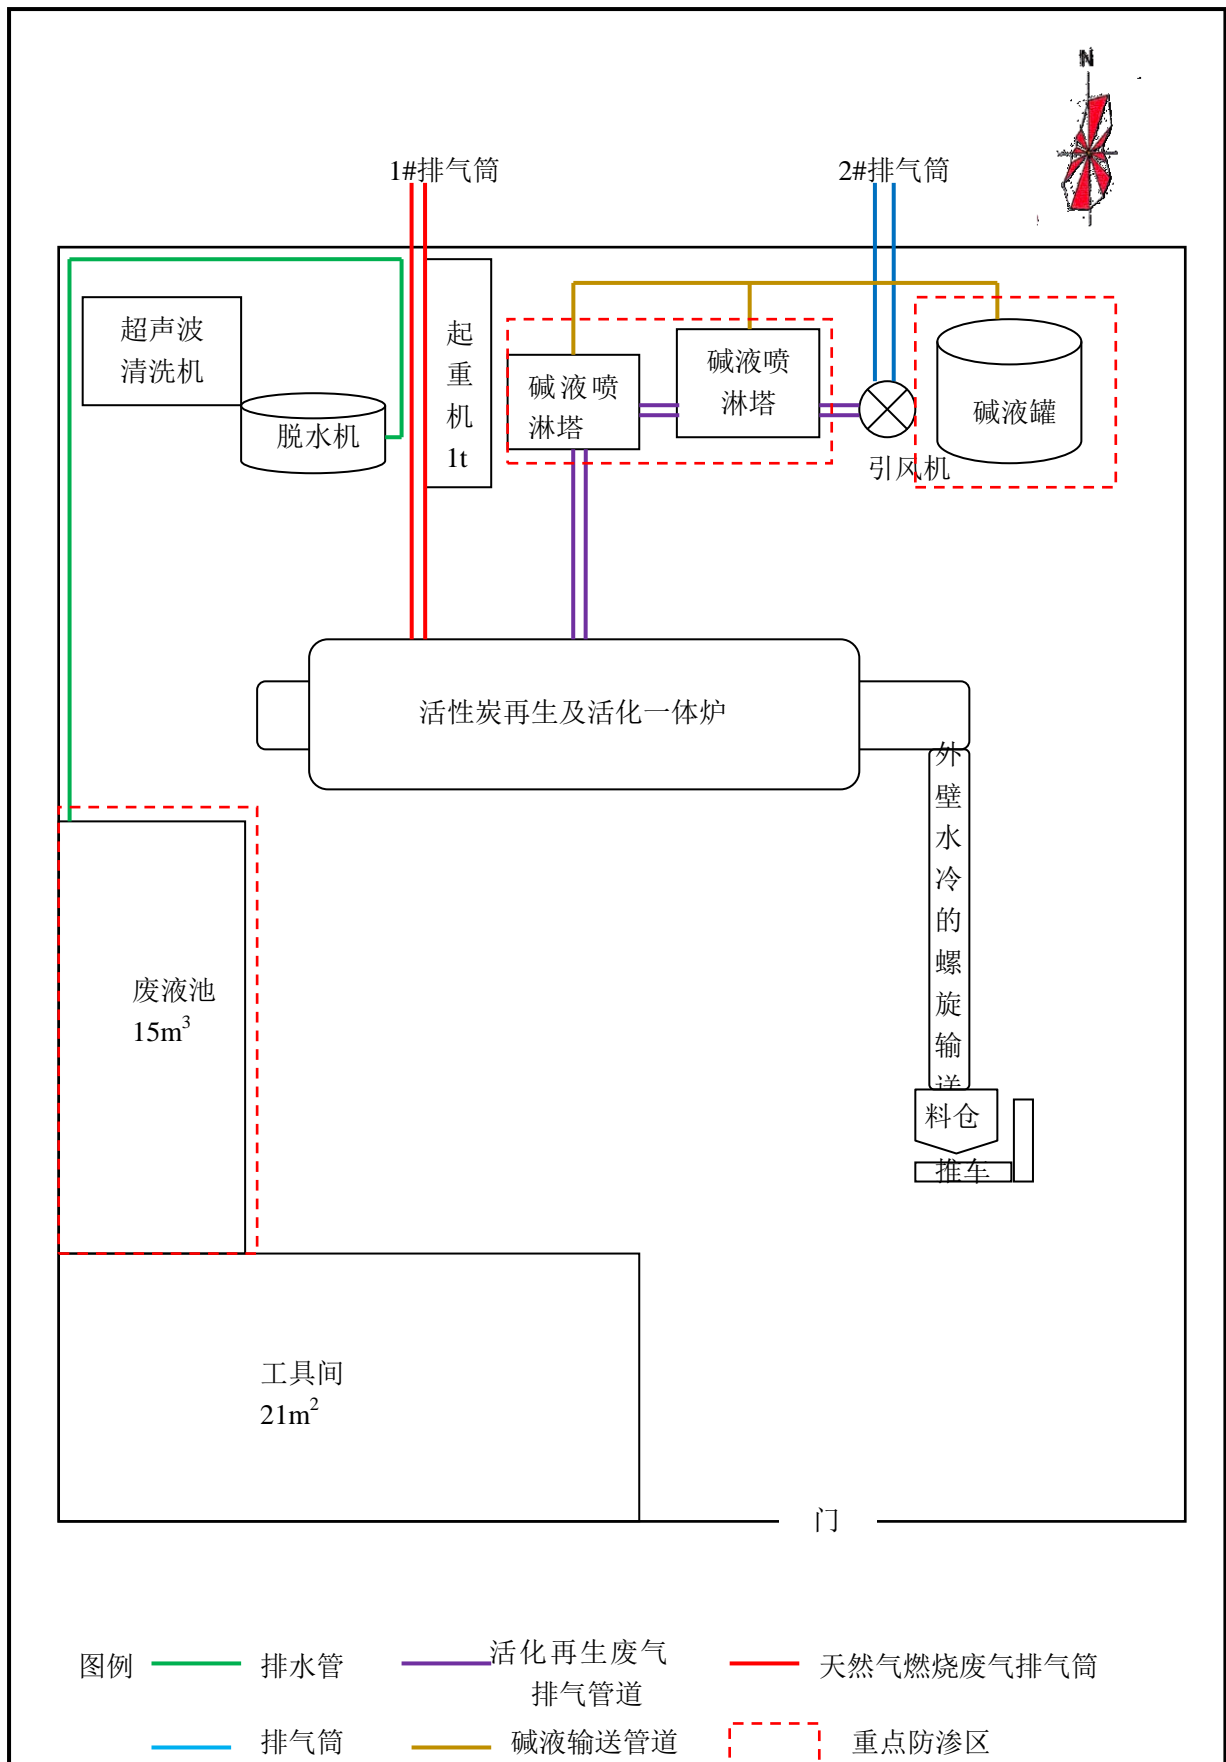 N
1#排气筒
2#排气筒
超声波
清洗机
脱水机
起
重
机
1t
碱液喷
淋塔
碱液喷
淋塔
引风机
碱液罐
活性炭再生及活化一体炉
外
壁
水
冷
的
螺
旋
输
送
料仓
推车
废液池
15m³
工具间
21m²
门
图例
排水管
活化再生废气
排气管道
天然气燃烧废气排气筒
排气筒
碱液输送管道
重点防渗区